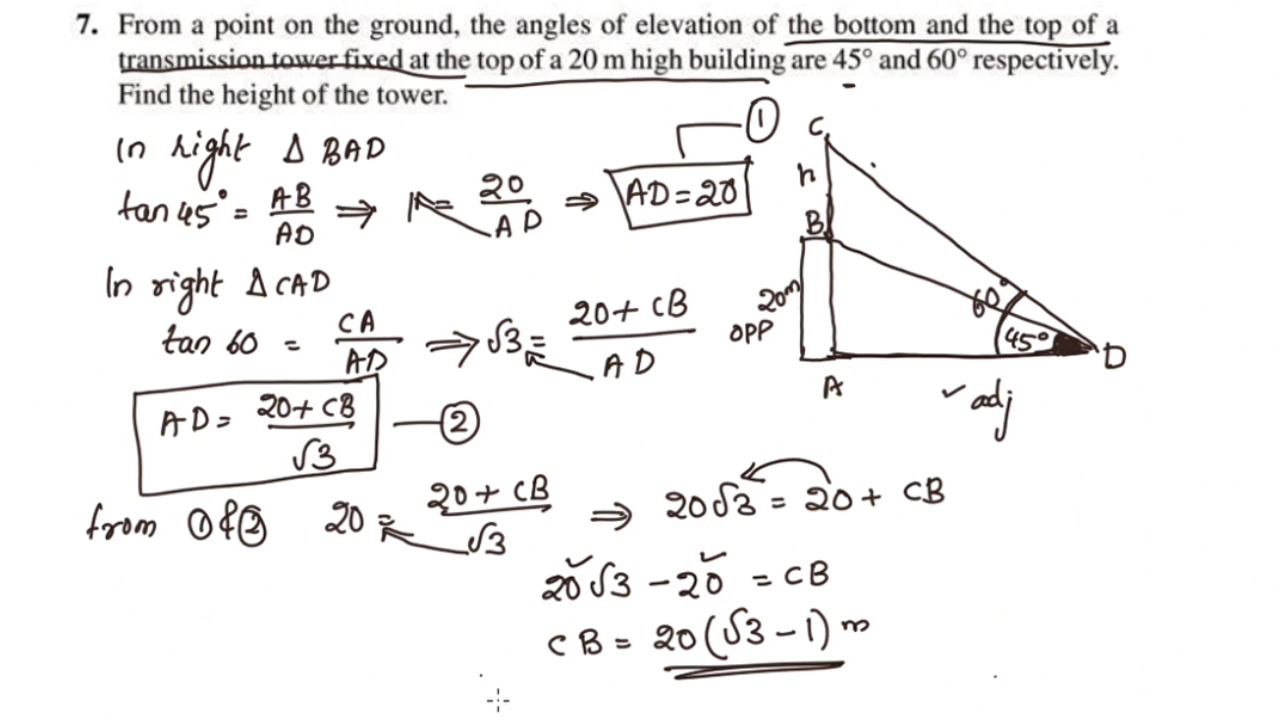 7. From a point on the ground, the angles of elevation of the bottom and the top of a
transmission tower fixed at the top of a 20 m high building are 45° and 60° respectively.
Find the height of the tower.
In right Δ BAD
tan 45° = AB/AD ⇒ 1 = 20/AD ⇒ AD = 20 — ①
In right Δ CAD
tan 60 = CA/AD ⇒ √3 = 20 + CB/AD
AD = 20 + CB/√3 — ②
from ① & ② 20 = 20 + CB/√3 ⇒ 20√3 = 20 + CB
20√3 - 20 = CB
CB = 20(√3 - 1) m
C
h
B
20m
opp
60°
45°
D
A
✓ adj